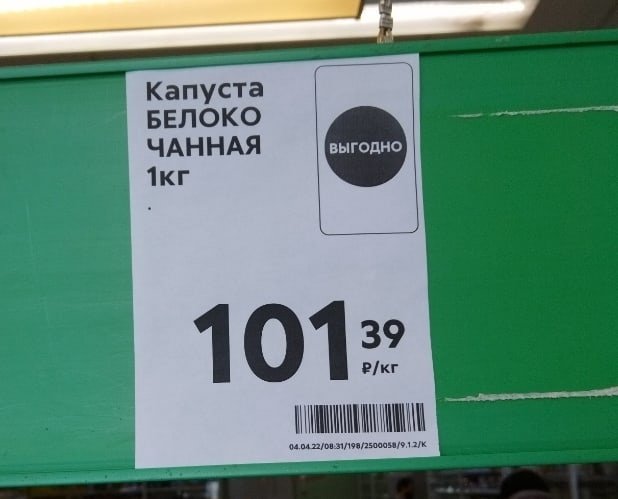 Капуста
БЕЛОКО
ЧАННАЯ
1кг
.
ВЫГОДНО
101 39
₽/кг
04.04.22/08:31/198/2500058/9.1.2/К